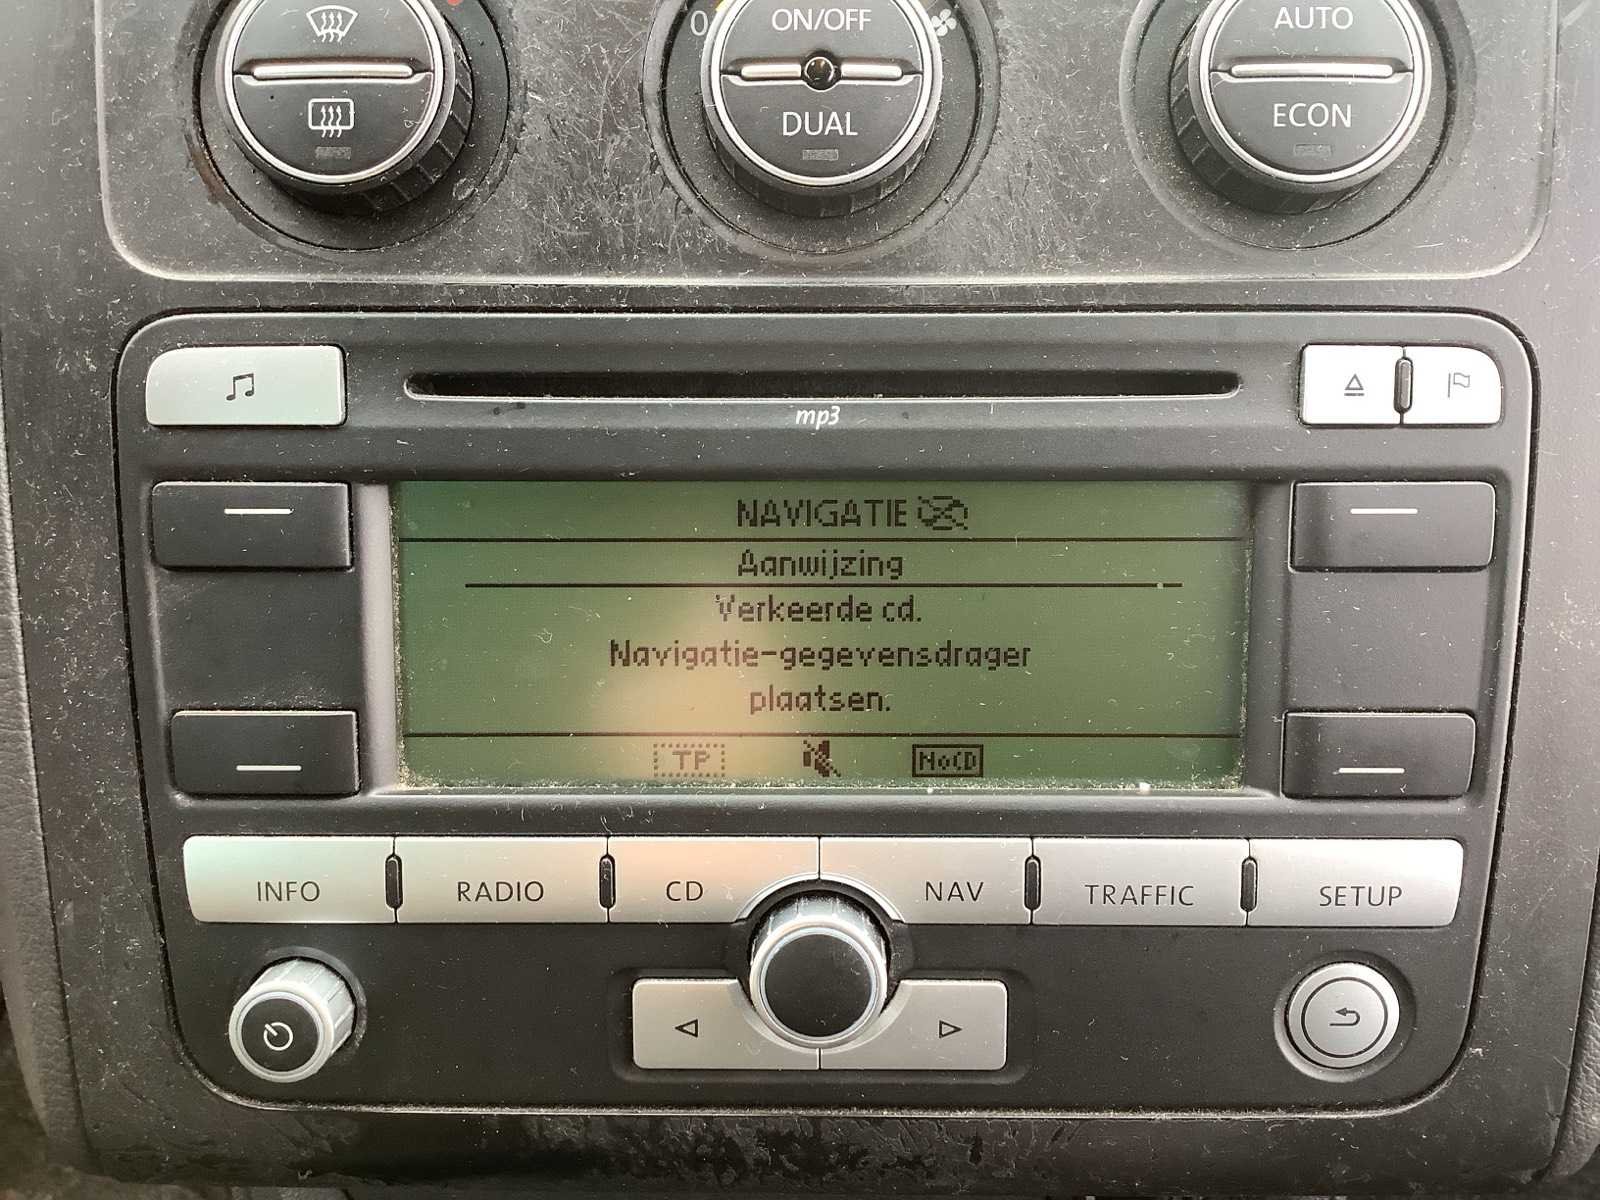 0 ON/OFF AUTO
DUAL ECON
mp3
NAVIGATIE
Aanwijzing
Verkeerde cd.
Navigatie-gegevensdrager
plaatsen.
TP NoCD
INFO RADIO CD NAV TRAFFIC SETUP